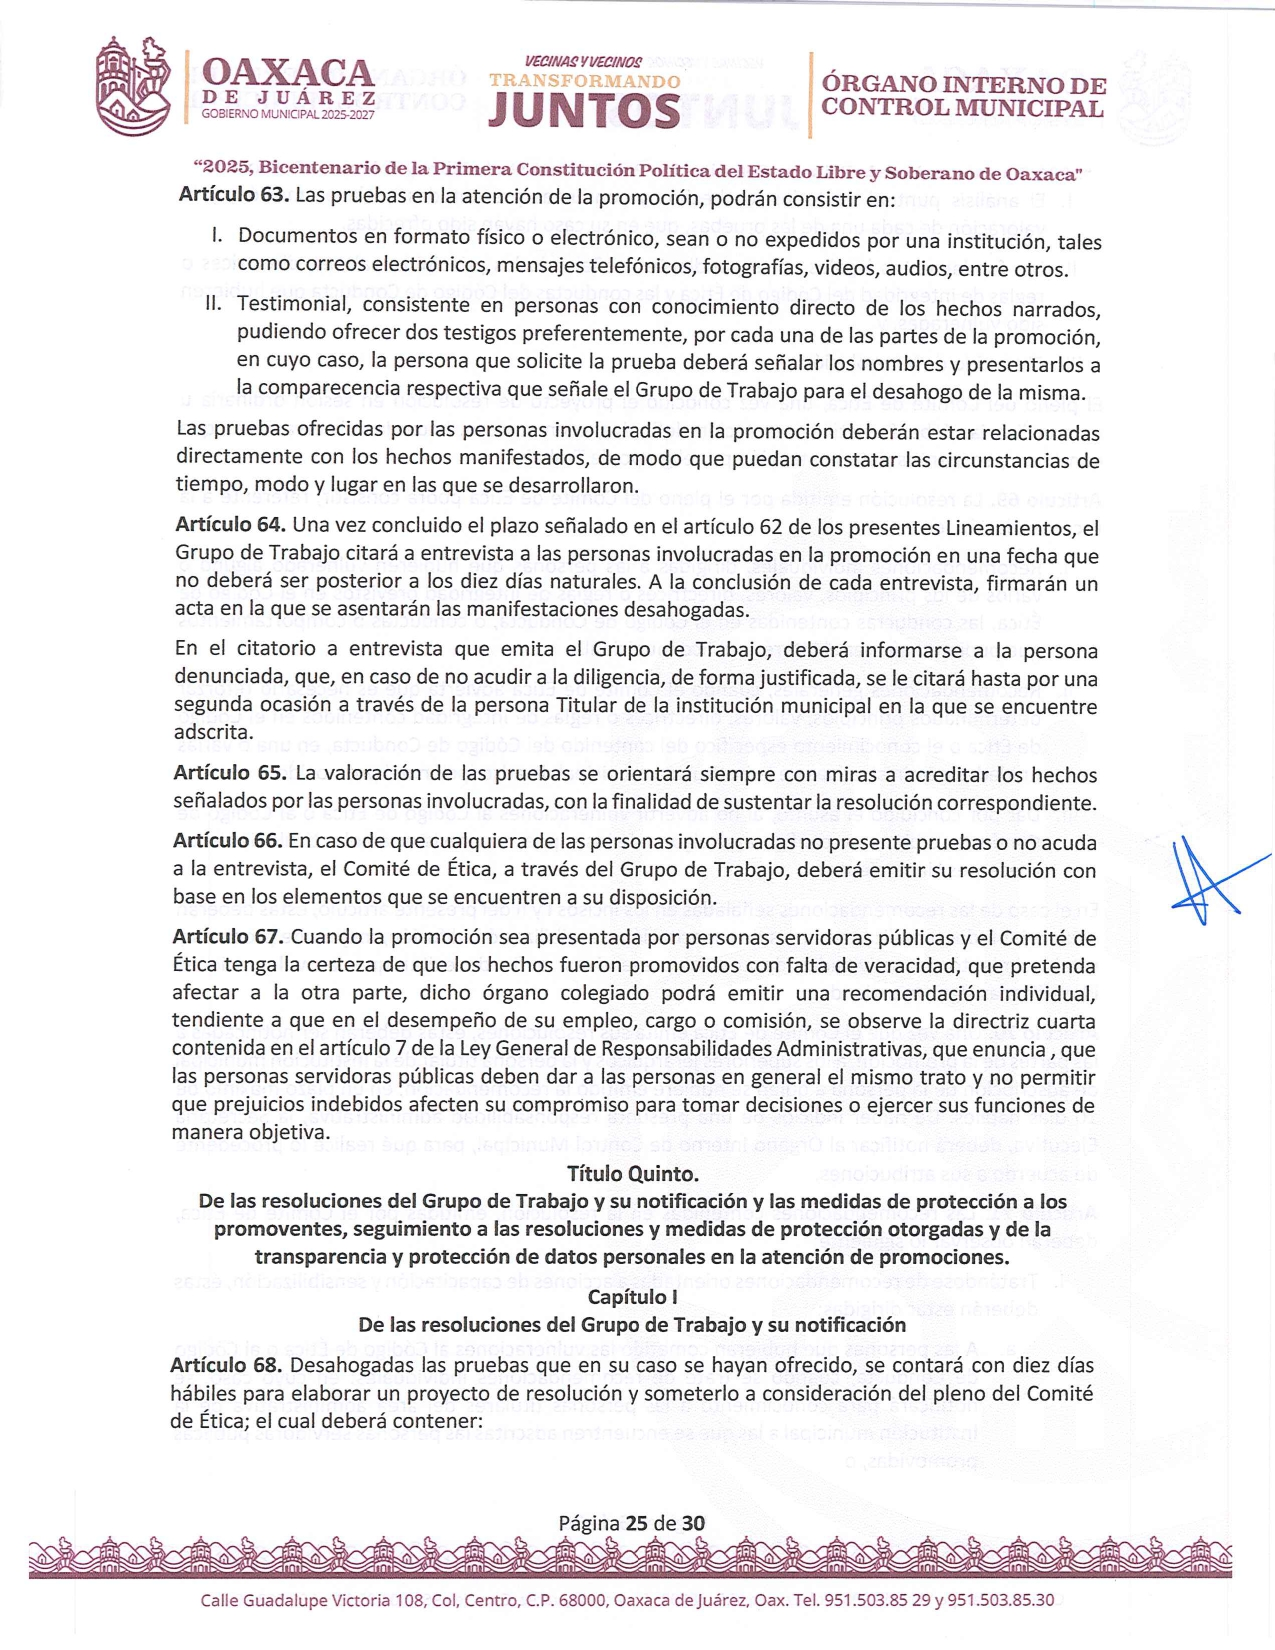 OAXACA
DE JUÁREZ
GOBIERNO MUNICIPAL 2025-2027
VECINAS Y VECINOS
TRANSFORMANDO
JUNTOS
ÓRGANO INTERNO DE
CONTROL MUNICIPAL
“2025, Bicentenario de la Primera Constitución Política del Estado Libre y Soberano de Oaxaca”
Artículo 63. Las pruebas en la atención de la promoción, podrán consistir en:
I. Documentos en formato físico o electrónico, sean o no expedidos por una institución, tales
como correos electrónicos, mensajes telefónicos, fotografías, videos, audios, entre otros.
II. Testimonial, consistente en personas con conocimiento directo de los hechos narrados,
pudiendo ofrecer dos testigos preferentemente, por cada una de las partes de la promoción,
en cuyo caso, la persona que solicite la prueba deberá señalar los nombres y presentarlos a
la comparecencia respectiva que señale el Grupo de Trabajo para el desahogo de la misma.
Las pruebas ofrecidas por las personas involucradas en la promoción deberán estar relacionadas
directamente con los hechos manifestados, de modo que puedan constatar las circunstancias de
tiempo, modo y lugar en las que se desarrollaron.
Artículo 64. Una vez concluido el plazo señalado en el artículo 62 de los presentes Lineamientos, el
Grupo de Trabajo citará a entrevista a las personas involucradas en la promoción en una fecha que
no deberá ser posterior a los diez días naturales. A la conclusión de cada entrevista, firmarán un
acta en la que se asentarán las manifestaciones desahogadas.
En el citatorio a entrevista que emita el Grupo de Trabajo, deberá informarse a la persona
denunciada, que, en caso de no acudir a la diligencia, de forma justificada, se le citará hasta por una
segunda ocasión a través de la persona Titular de la institución municipal en la que se encuentre
adscrita.
Artículo 65. La valoración de las pruebas se orientará siempre con miras a acreditar los hechos
señalados por las personas involucradas, con la finalidad de sustentar la resolución correspondiente.
Artículo 66. En caso de que cualquiera de las personas involucradas no presente pruebas o no acuda
a la entrevista, el Comité de Ética, a través del Grupo de Trabajo, deberá emitir su resolución con
base en los elementos que se encuentren a su disposición.
Artículo 67. Cuando la promoción sea presentada por personas servidoras públicas y el Comité de
Ética tenga la certeza de que los hechos fueron promovidos con falta de veracidad, que pretenda
afectar a la otra parte, dicho órgano colegiado podrá emitir una recomendación individual,
tendiente a que en el desempeño de su empleo, cargo o comisión, se observe la directriz cuarta
contenida en el artículo 7 de la Ley General de Responsabilidades Administrativas, que enuncia , que
las personas servidoras públicas deben dar a las personas en general el mismo trato y no permitir
que prejuicios indebidos afecten su compromiso para tomar decisiones o ejercer sus funciones de
manera objetiva.
Título Quinto.
De las resoluciones del Grupo de Trabajo y su notificación y las medidas de protección a los
promoventes, seguimiento a las resoluciones y medidas de protección otorgadas y de la
transparencia y protección de datos personales en la atención de promociones.
Capítulo I
De las resoluciones del Grupo de Trabajo y su notificación
Artículo 68. Desahogadas las pruebas que en su caso se hayan ofrecido, se contará con diez días
hábiles para elaborar un proyecto de resolución y someterlo a consideración del pleno del Comité
de Ética; el cual deberá contener:
Página 25 de 30
Calle Guadalupe Victoria 108, Col, Centro, C.P. 68000, Oaxaca de Juárez, Oax. Tel. 951.503.85 29 y 951.503.85.30